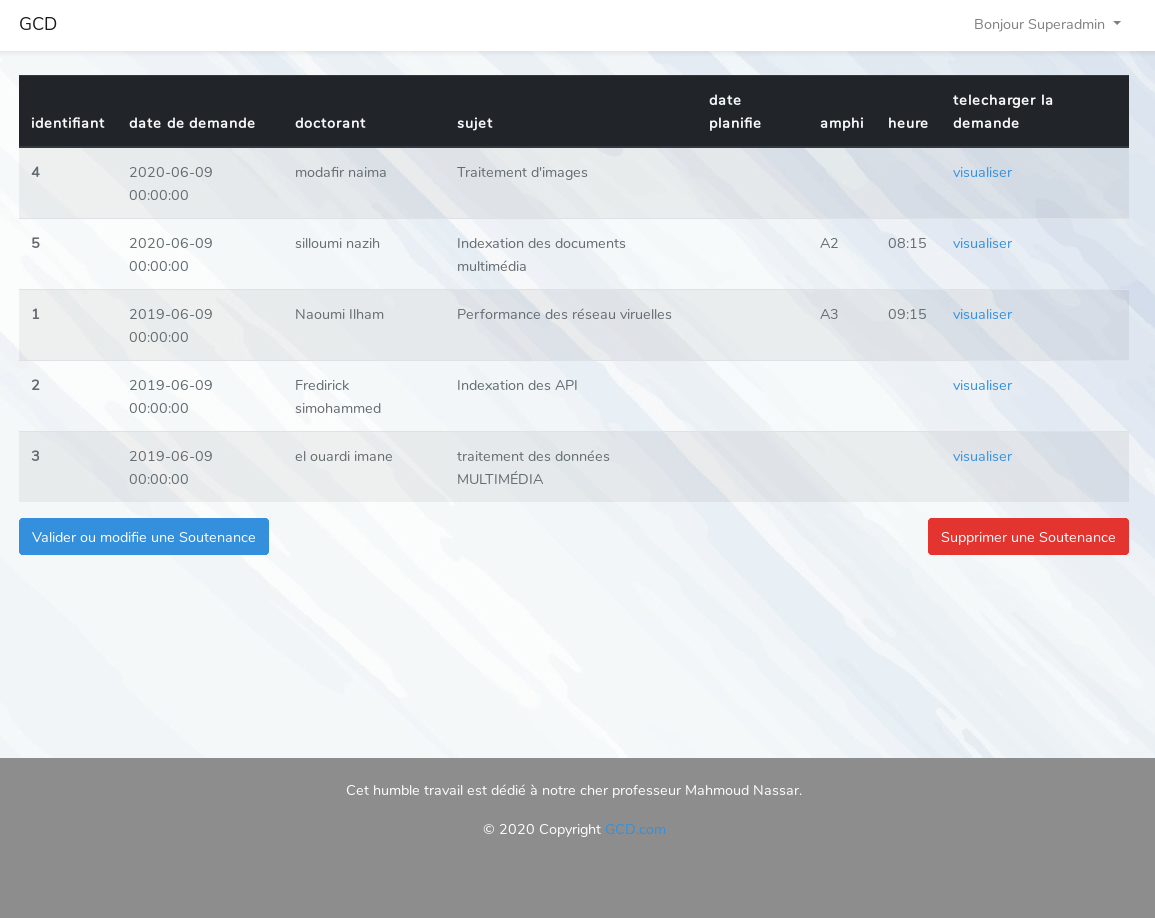 GCD
Bonjour Superadmin
identifiant date de demande doctorant sujet date planifie amphi heure telecharger la demande
4 2020-06-09 00:00:00 modafir naima Traitement d'images visualiser
5 2020-06-09 00:00:00 silloumi nazih Indexation des documents multimédia A2 08:15 visualiser
1 2019-06-09 00:00:00 Naoumi Ilham Performance des réseau viruelles A3 09:15 visualiser
2 2019-06-09 00:00:00 Fredirick simohammed Indexation des API visualiser
3 2019-06-09 00:00:00 el ouardi imane traitement des données MULTIMÉDIA visualiser
Valider ou modifie une Soutenance
Supprimer une Soutenance
Cet humble travail est dédié à notre cher professeur Mahmoud Nassar.
© 2020 Copyright GCD.com